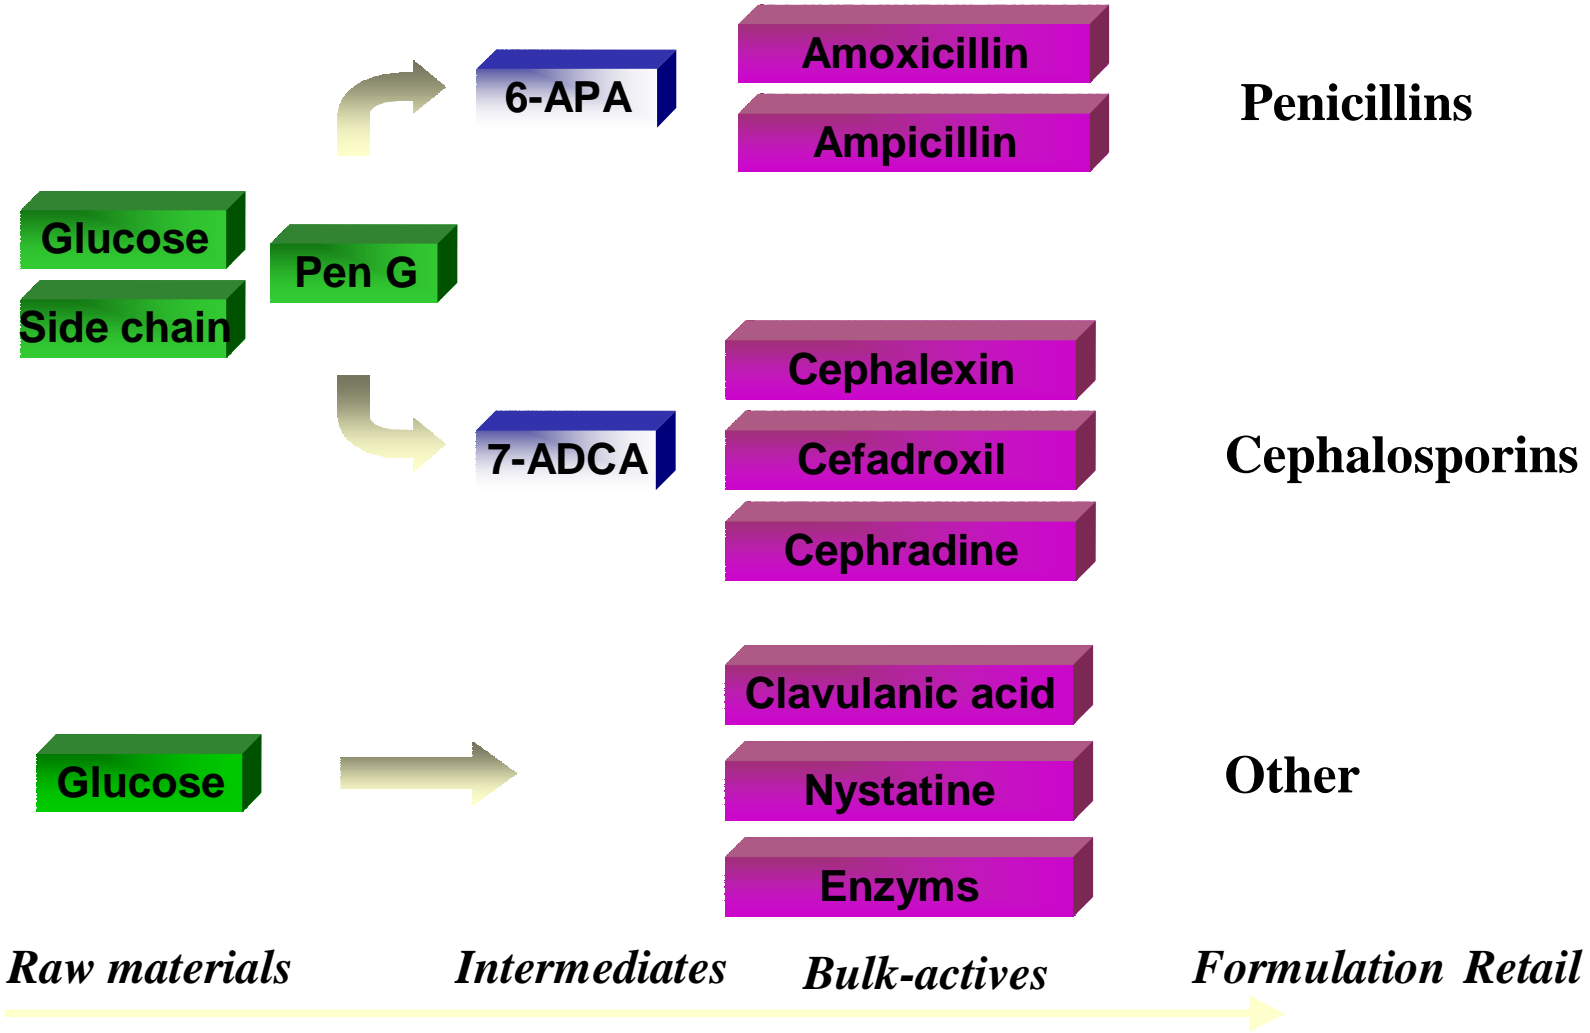 Amoxicillin
6-APA
Penicillins
Ampicillin
Glucose
Pen G
Side chain
Cephalexin
7-ADCA
Cefadroxil
Cephalosporins
Cephradine
Clavulanic acid
Glucose
Nystatine
Other
Enzyms
Raw materials
Intermediates
Bulk-actives
Formulation Retail